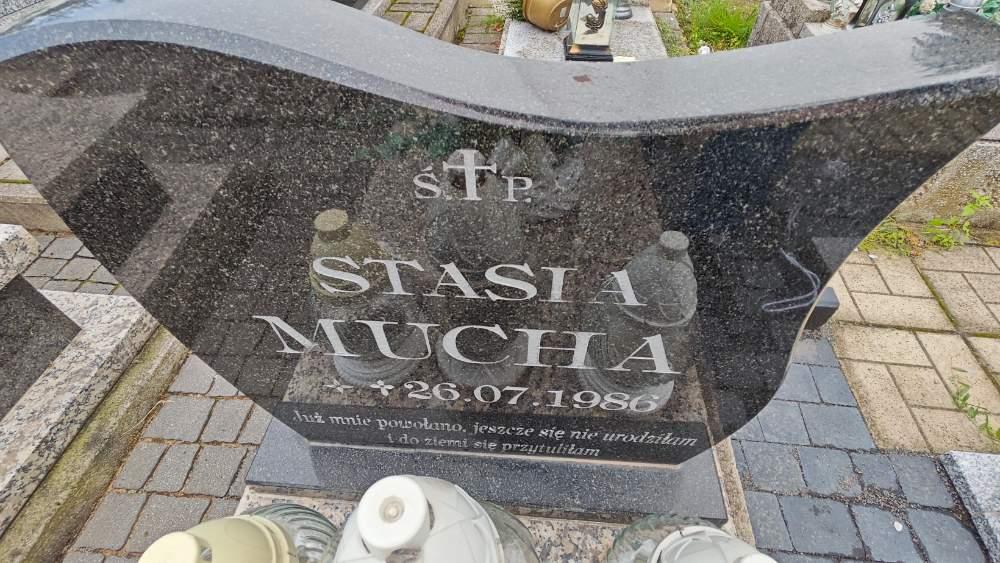 Ś. P.
STASIA
MUCHA
* ✢ 26.07.1986
Już mnie powołano, jeszcze się nie urodziłam
i do ziemi się przytuliłam